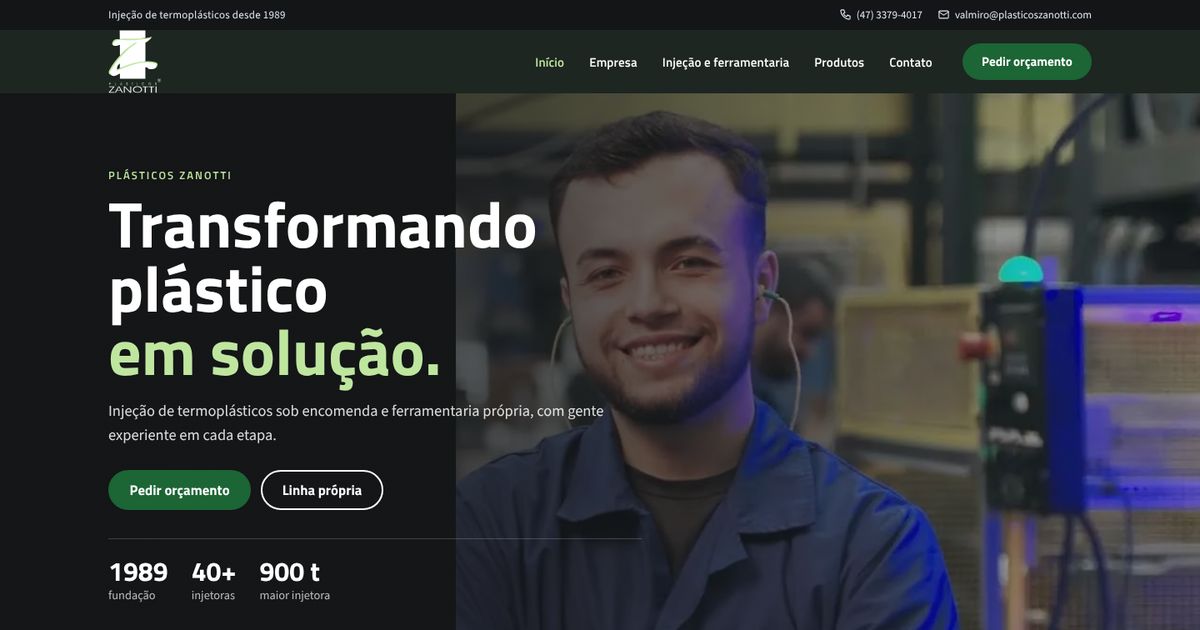 Injeção de termoplásticos desde 1989
(47) 3379-4017
valmiro@plasticoszanotti.com
PLÁSTICOS
ZANOTTI
Início
Empresa
Injeção e ferramentaria
Produtos
Contato
Pedir orçamento
PLÁSTICOS ZANOTTI
Transformando
plástico
em solução.
Injeção de termoplásticos sob encomenda e ferramentaria própria, com gente
experiente em cada etapa.
Pedir orçamento
Linha própria
1989
fundação
40+
injetoras
900 t
maior injetora